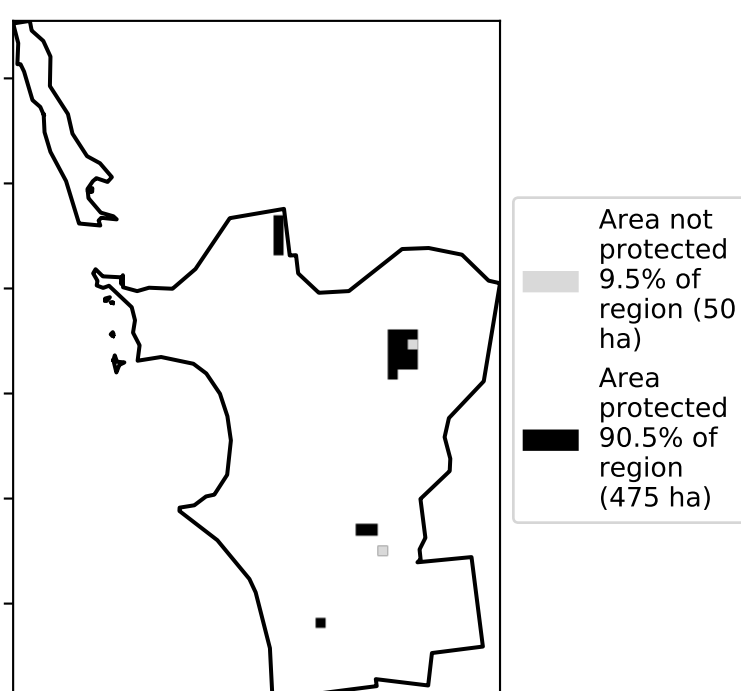 Area not
protected
9.5% of
region (50
ha)
Area
protected
90.5% of
region
(475 ha)